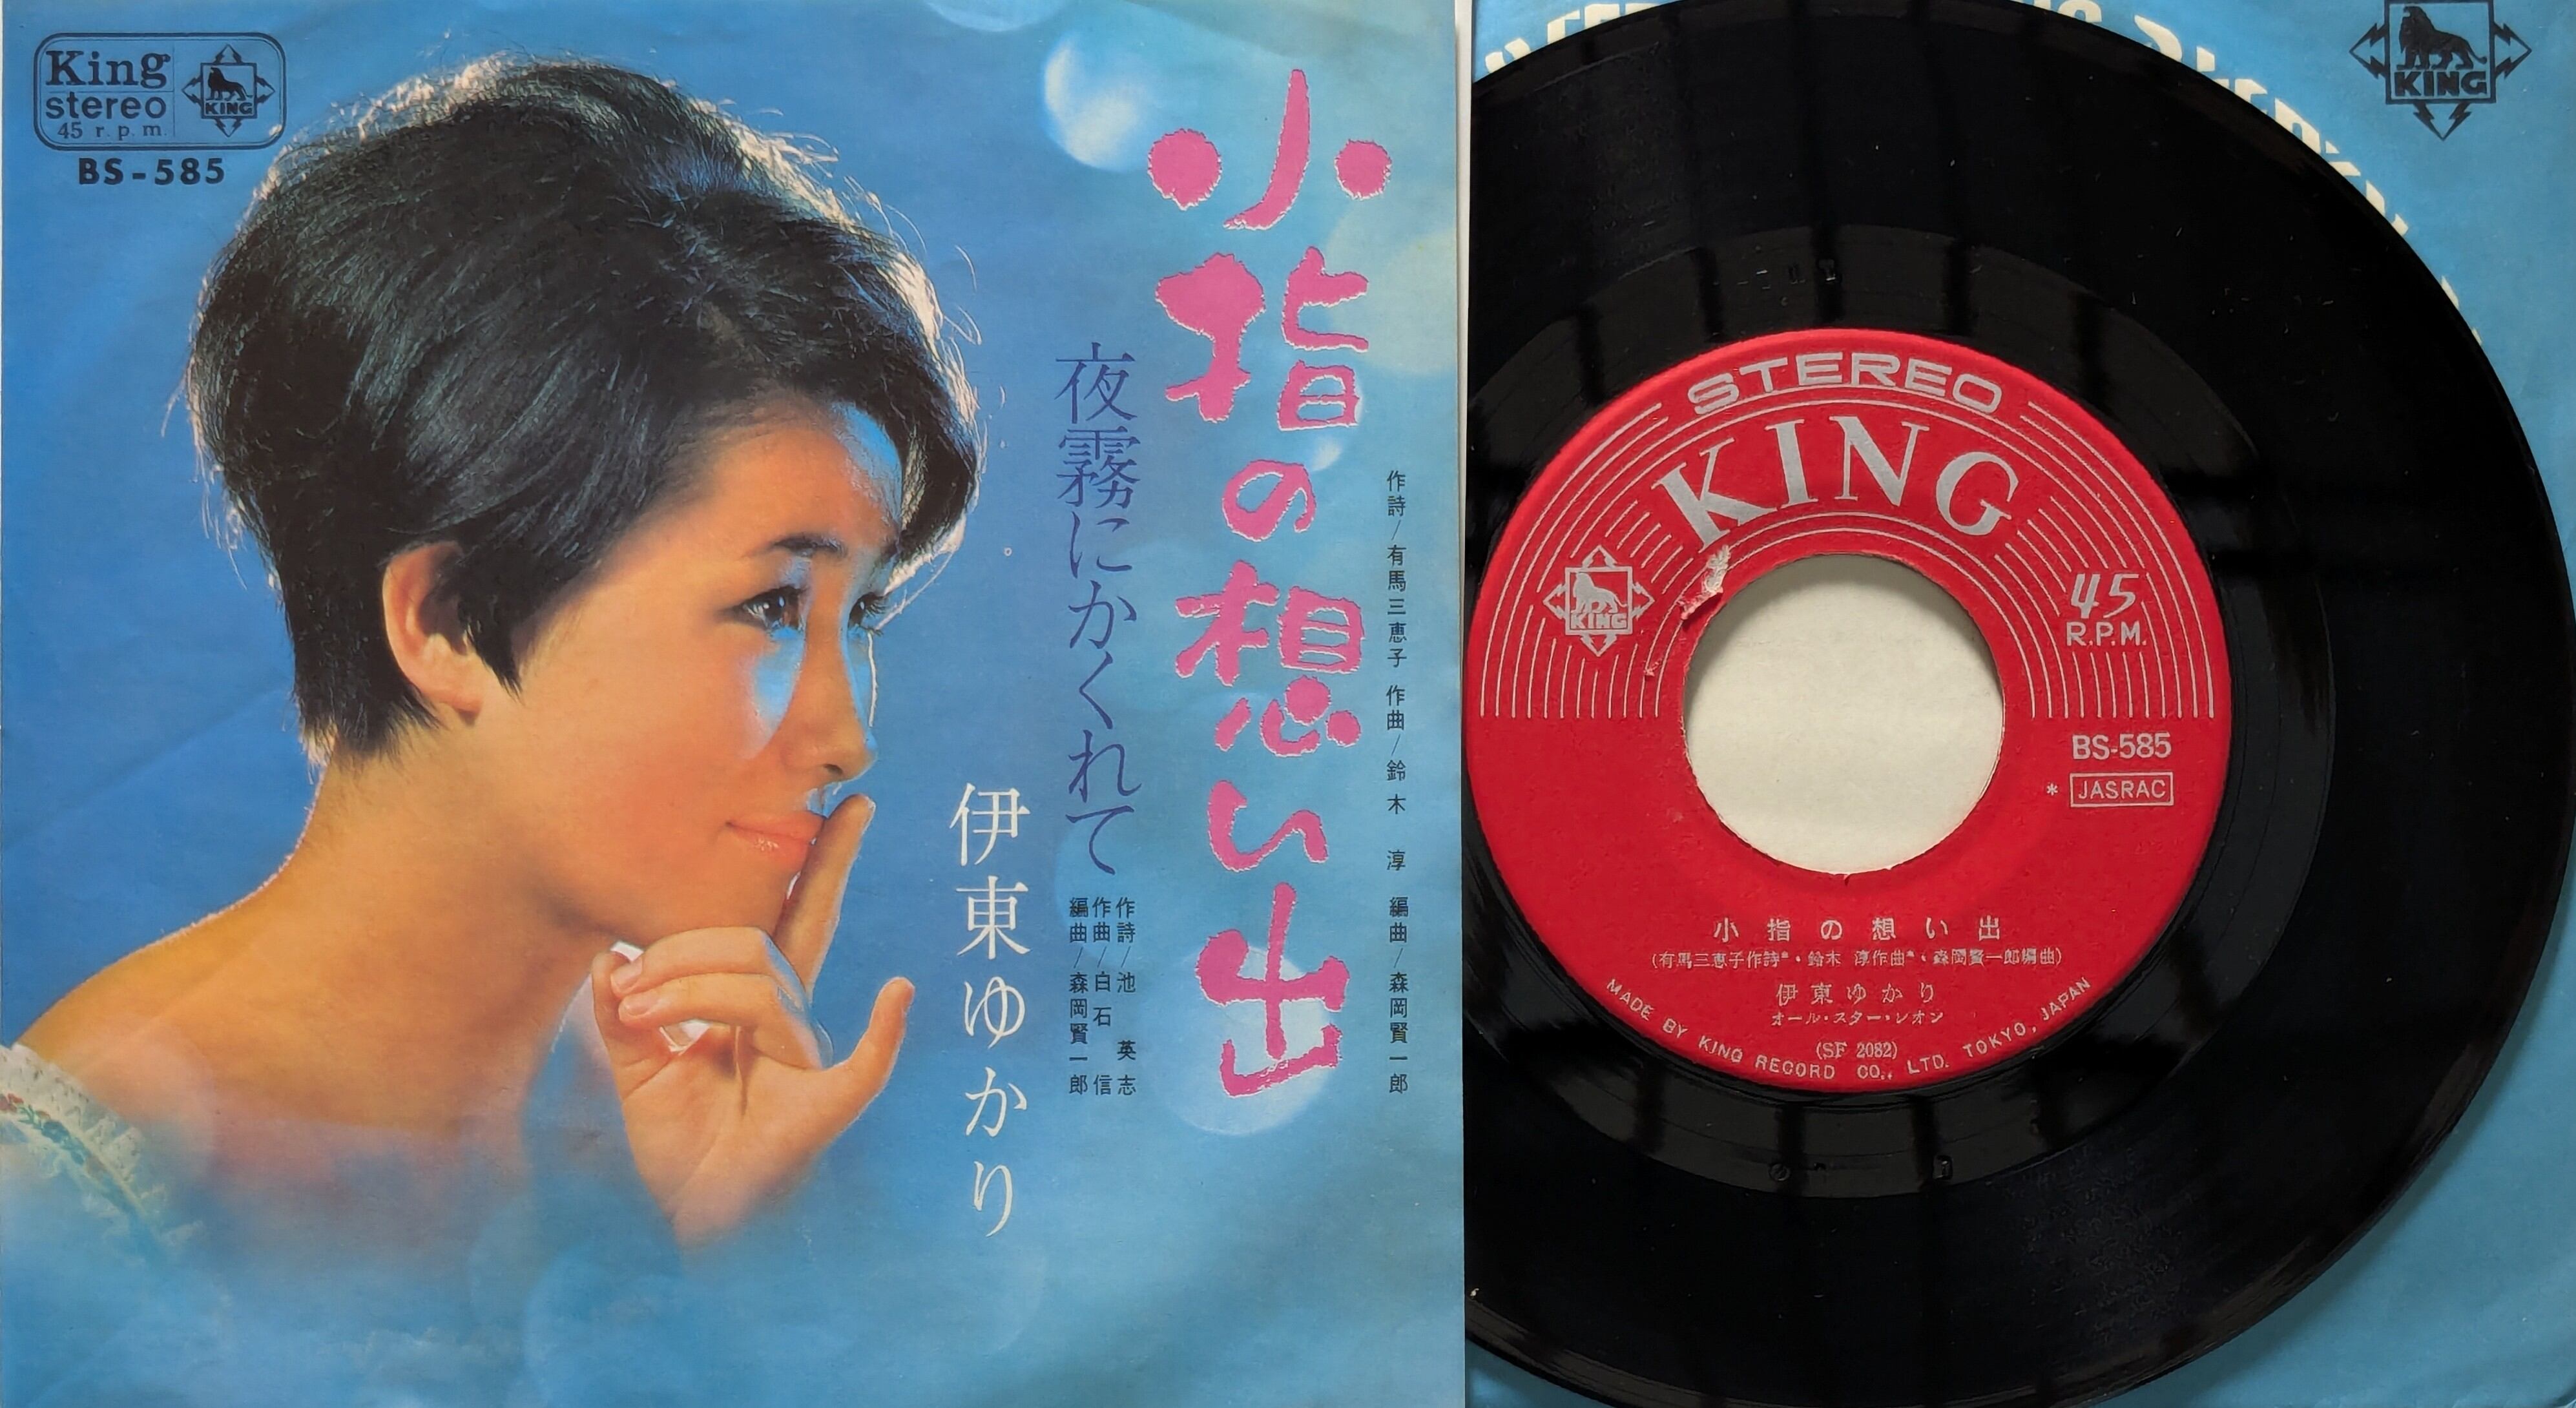 King
stereo
45 r.p.m.
KING
BS-585
小指の想い出
作詩/有馬三恵子 作曲/鈴木 淳 編曲/森岡賢一郎
夜霧にかくれて
作詩/池 英志
作曲/白石 信
編曲/森岡賢一郎
伊東ゆかり
KING
STEREO
KING
KING
45
R.P.M.
BS-585
* JASRAC
小指の想い出
(有馬三恵子作詩*・鈴木 淳作曲*・森岡賢一郎編曲)
伊東ゆかり
オール・スター・レオン
(SF 2082)
MADE BY KING RECORD CO., LTD. TOKYO, JAPAN